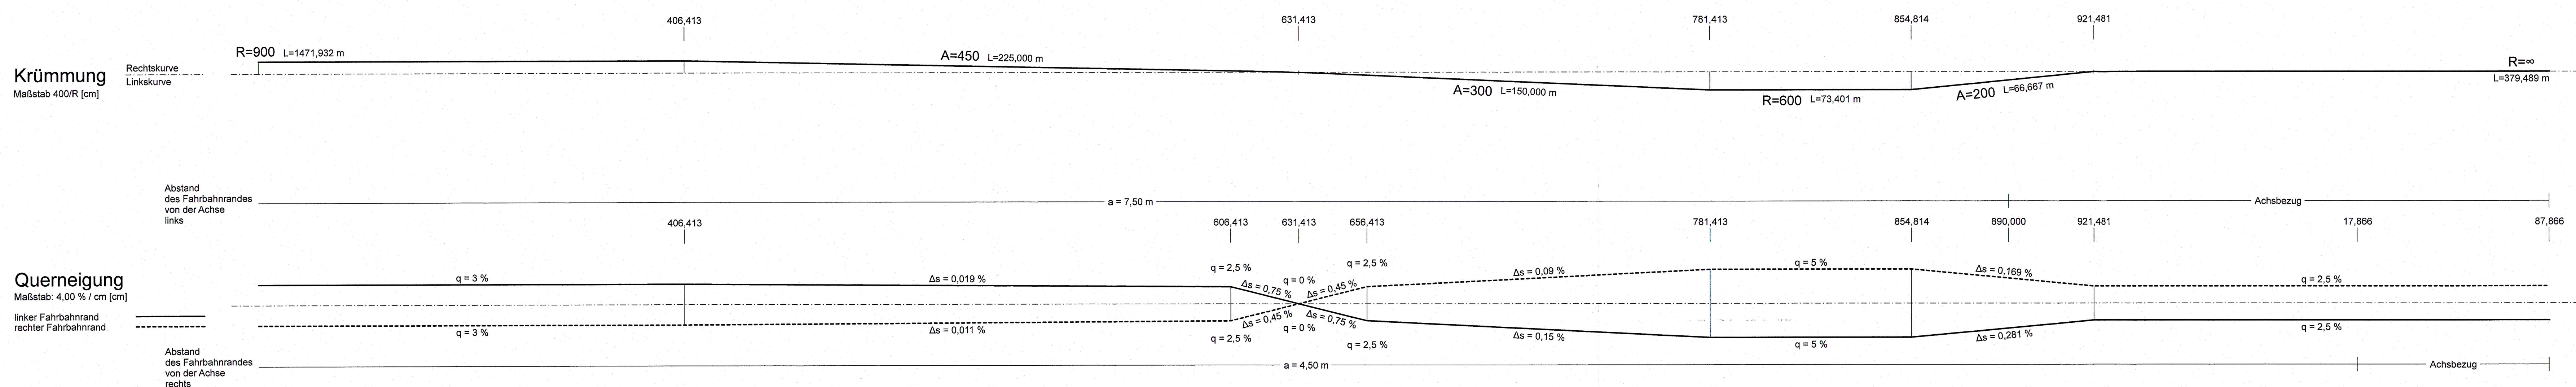 406,413 631,413 781,413 854,814 921,481
R=900 L=1471,932 m A=450 L=225,000 m R=∞
Krümmung Rechtskurve
Linkskurve L=379,489 m
Maßstab 400/R [cm] A=300 L=150,000 m R=600 L=73,401 m A=200 L=66,667 m
Abstand
des Fahrbahnrandes
von der Achse a = 7,50 m Achsbezug
links
406,413 606,413 631,413 656,413 781,413 854,814 890,000 921,481 17,866 87,866
q = 2,5 % q = 0 % q = 2,5 %
Querneigung q = 3 % Δs = 0,019 % Δs = 0,75 % Δs = 0,45 % Δs = 0,09 % q = 5 % Δs = 0,169 % q = 2,5 %
Maßstab: 4,00 % / cm [cm]
linker Fahrbahnrand
rechter Fahrbahnrand
q = 3 % Δs = 0,011 % Δs = 0,45 % Δs = 0,75 % Δs = 0,15 % q = 5 % Δs = 0,281 % q = 2,5 %
q = 2,5 % q = 0 % q = 2,5 %
Abstand
des Fahrbahnrandes
von der Achse a = 4,50 m Achsbezug
rechts